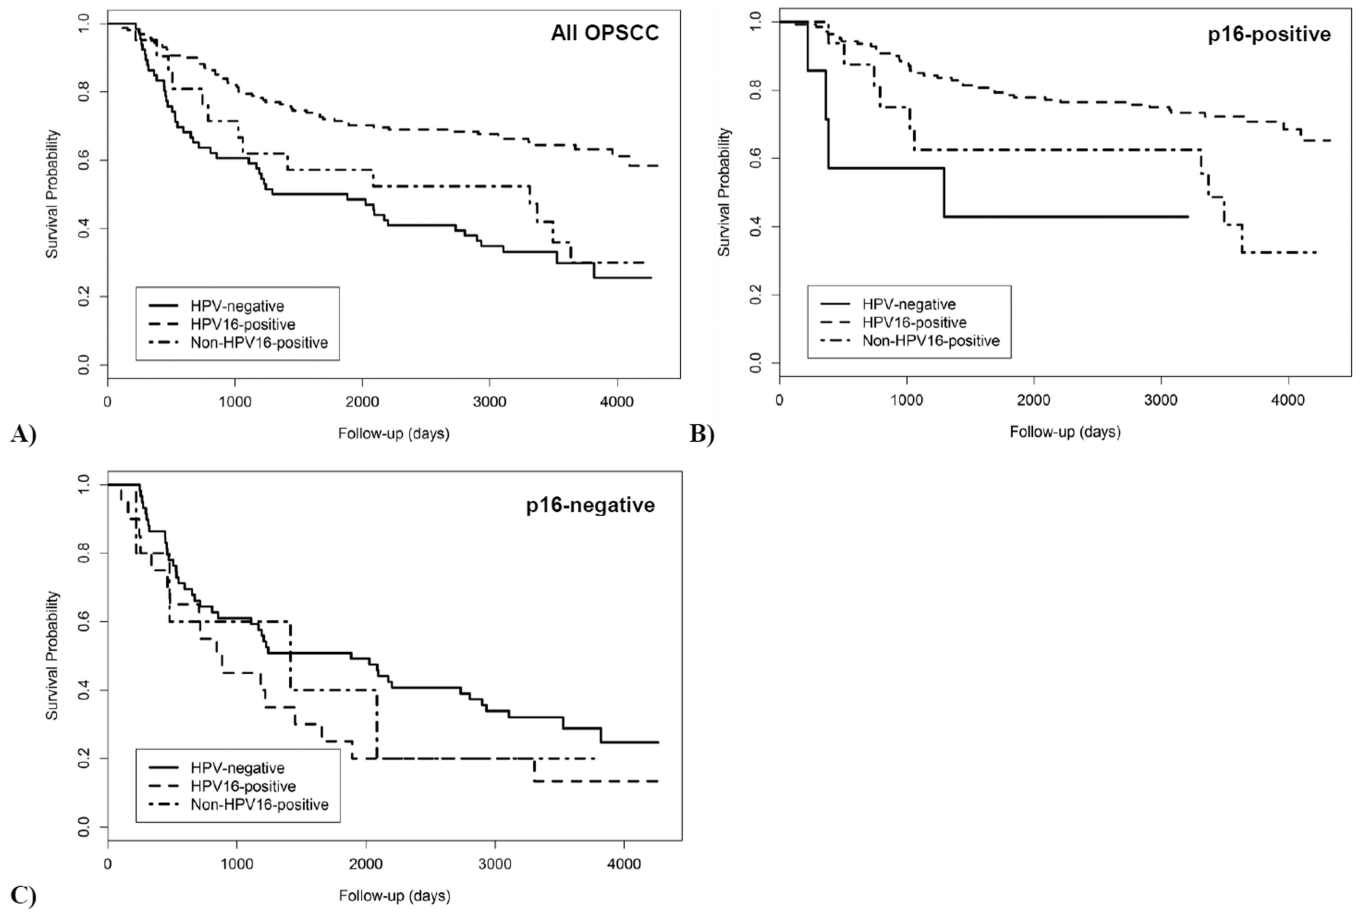 All OPSCC
Survival Probability
1.0
0.8
0.6
0.4
0.2
0.0
HPV-negative
HPV16-positive
Non-HPV16-positive
0 1000 2000 3000 4000
Follow-up (days)
A)
p16-positive
Survival Probability
1.0
0.8
0.6
0.4
0.2
0.0
HPV-negative
HPV16-positive
Non-HPV16-positive
0 1000 2000 3000 4000
Follow-up (days)
B)
p16-negative
Survival Probability
1.0
0.8
0.6
0.4
0.2
0.0
HPV-negative
HPV16-positive
Non-HPV16-positive
0 1000 2000 3000 4000
Follow-up (days)
C)